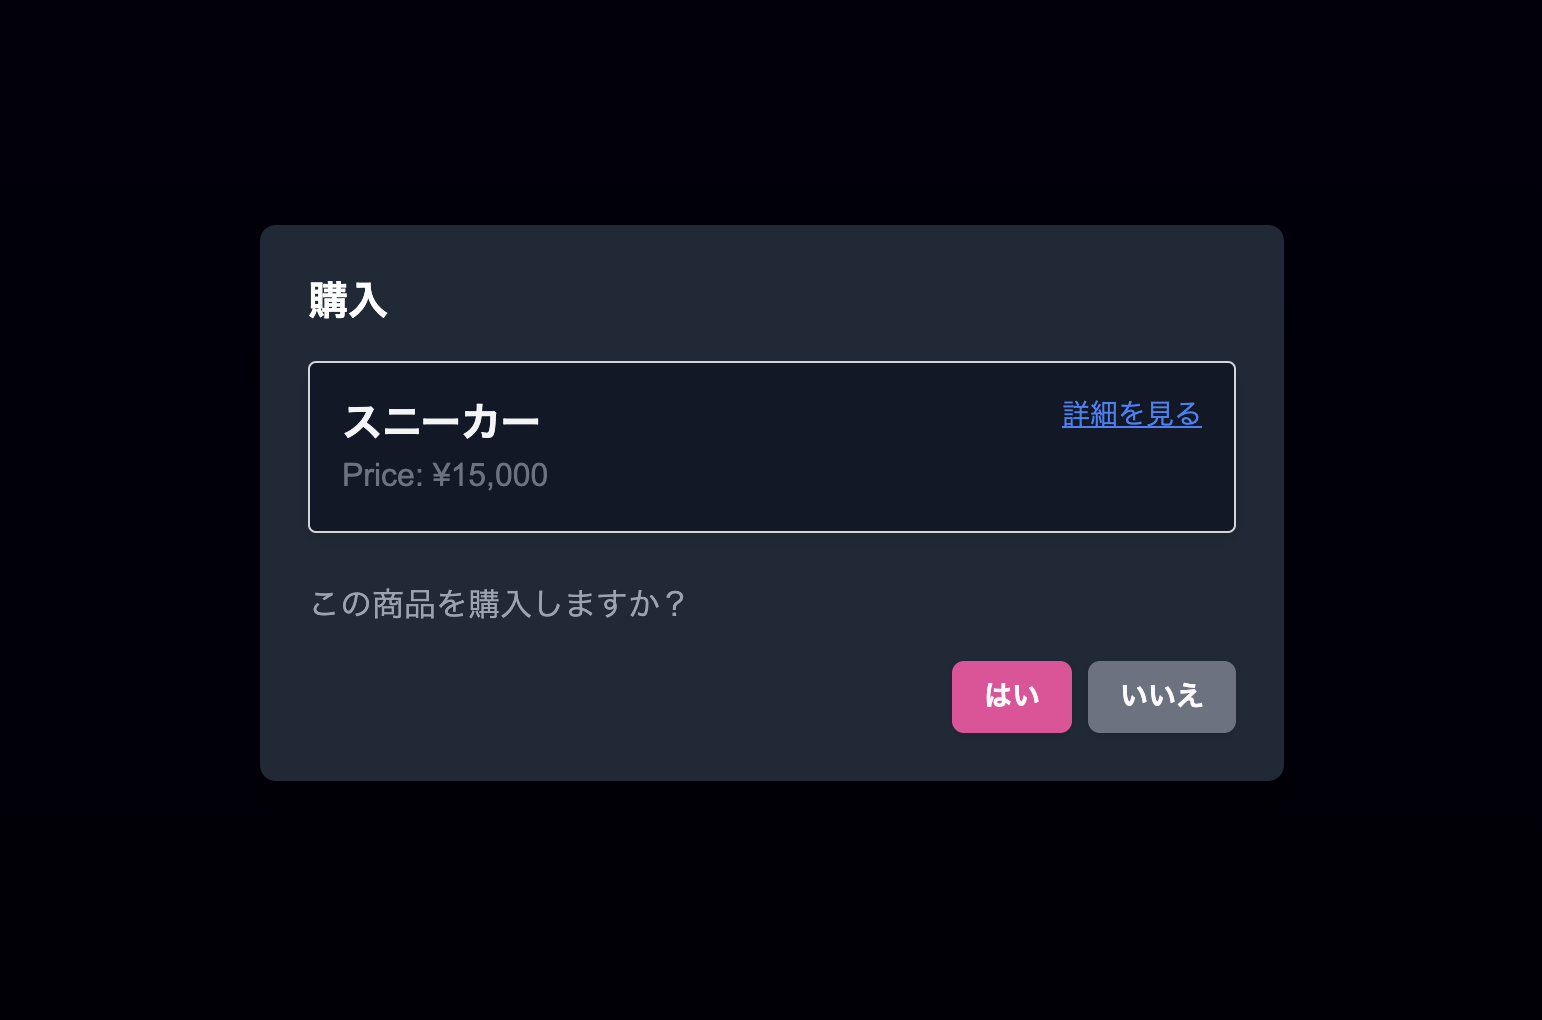 購入
スニーカー
詳細を見る
Price: ¥15,000
この商品を購入しますか？
はい
いいえ